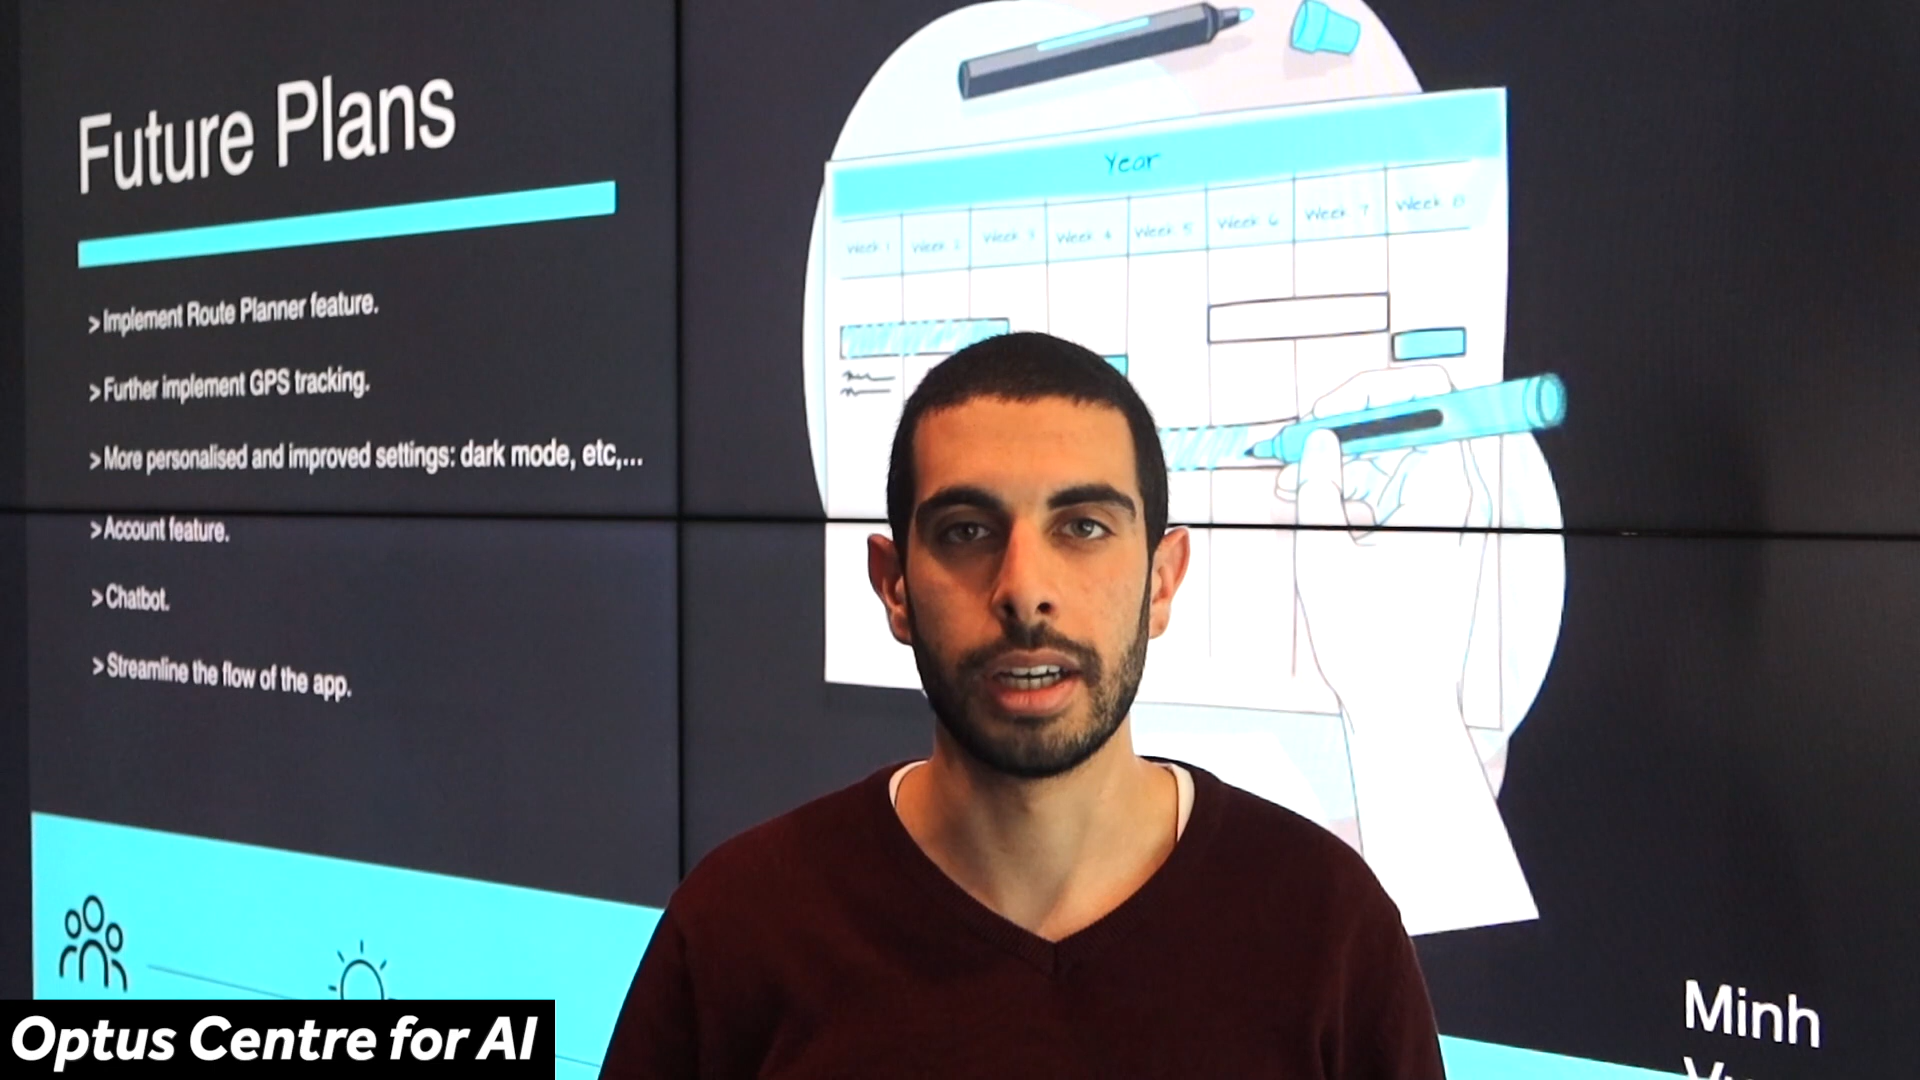 Future Plans
> Implement Route Planner feature.
> Further implement GPS tracking.
> More personalised and improved settings: dark mode, etc,...
> Account feature.
> Chatbot.
> Streamline the flow of the app.
Year
Week 1 Week 2 Week 3 Week 4 Week 5 Week 6 Week 7 Week 8
Minh
Optus Centre for AI